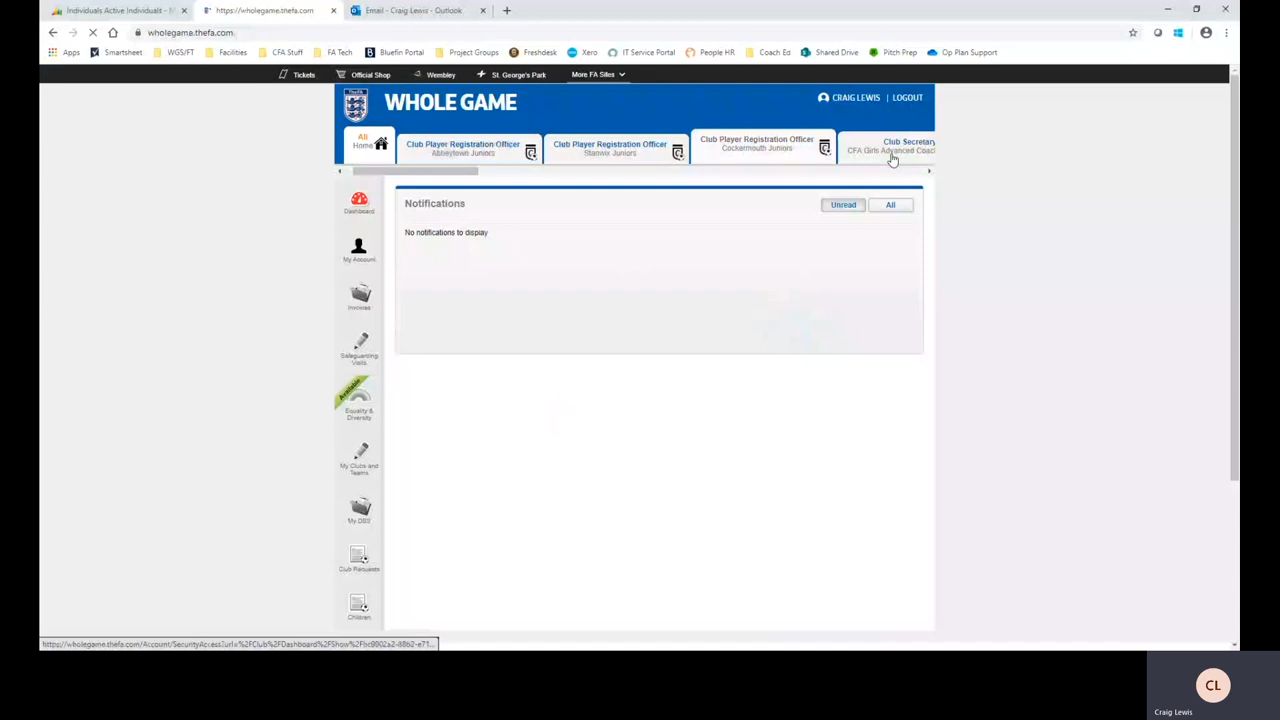 Individuals Active Individualt - M
https://wholegame.thefa.com
Email - Craig Lewis - Outlook
wholegame.thefa.com
Apps
Smartsheet
WGS/FT
Facilities
CFA Stuff
FA Tech
Bluefin Portal
Project Groups
Freshdesk
Xero
IT Service Portal
People HR
Coach Ed
Shared Drive
Pitch Prep
Op Plan Support
Tickets
Official Shop
Wembley
St. George's Park
More FA Sites
TheFA
WHOLE GAME
CRAIG LEWIS | LOGOUT
All
Home
Club Player Registration Officer
Abbeytown Juniors
Club Player Registration Officer
Stanwix Juniors
Club Player Registration Officer
Cockermouth Juniors
Club Secretary
CFA Girls Advanced Coac
Dashboard
My Account
Invoices
Safeguarding
Visits
Available
Equality &
Diversity
My Clubs and
Teams
My DBS
Club Requests
Children
Notifications
Unread
All
No notifications to display
CL
Craig Lewis